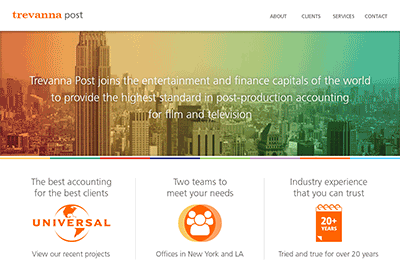 trevanna post
ABOUT CLIENTS SERVICES CONTACT
Trevanna Post joins the entertainment and finance capitals of the world
to provide the highest standard in post-production accounting
for film and television
The best accounting
for the best clients
UNIVERSAL
View our recent projects
Two teams to
meet your needs
Offices in New York and LA
Industry experience
that you can trust
20+
YEARS
Tried and true for over 20 years